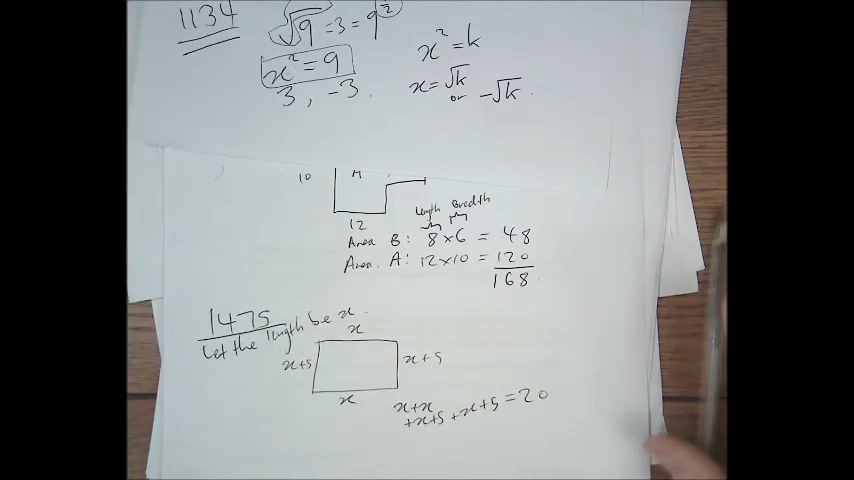 1134
√9 = 3 = 9^½
x² = 9
3, -3.
x² = k
x = √k
or -√k.
10
A
12
Length Breadth
Area B: 8 × 6 = 48
Area. A: 12 × 10 = 120
168
1475
Let the length be x.
x
x+5
x+5
x
x+x
+x+5 +x+5 = 20